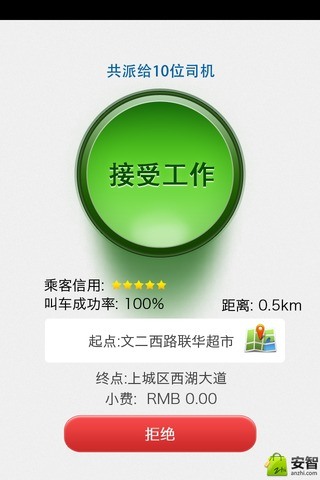 共派给10位司机
接受工作
乘客信用:
叫车成功率: 100%
距离: 0.5km
起点:文二西路联华超市
终点:上城区西湖大道
小费: RMB 0.00
拒绝
安智
anzhi.com